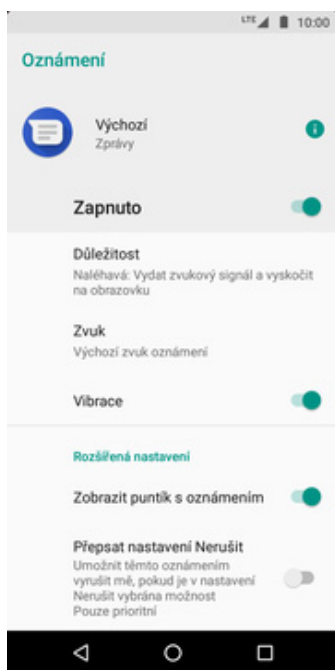 LTE 10:00
Oznámení
Výchozí
Zprávy
Zapnuto
Důležitost
Naléhavá: Vydat zvukový signál a vyskočit
na obrazovku
Zvuk
Výchozí zvuk oznámení
Vibrace
Rozšířená nastavení
Zobrazit puntík s oznámením
Přepsat nastavení Nerušit
Umožnit těmto oznámením
vyrušit mě, pokud je v nastavení
Nerušit vybrána možnost
Pouze prioritní